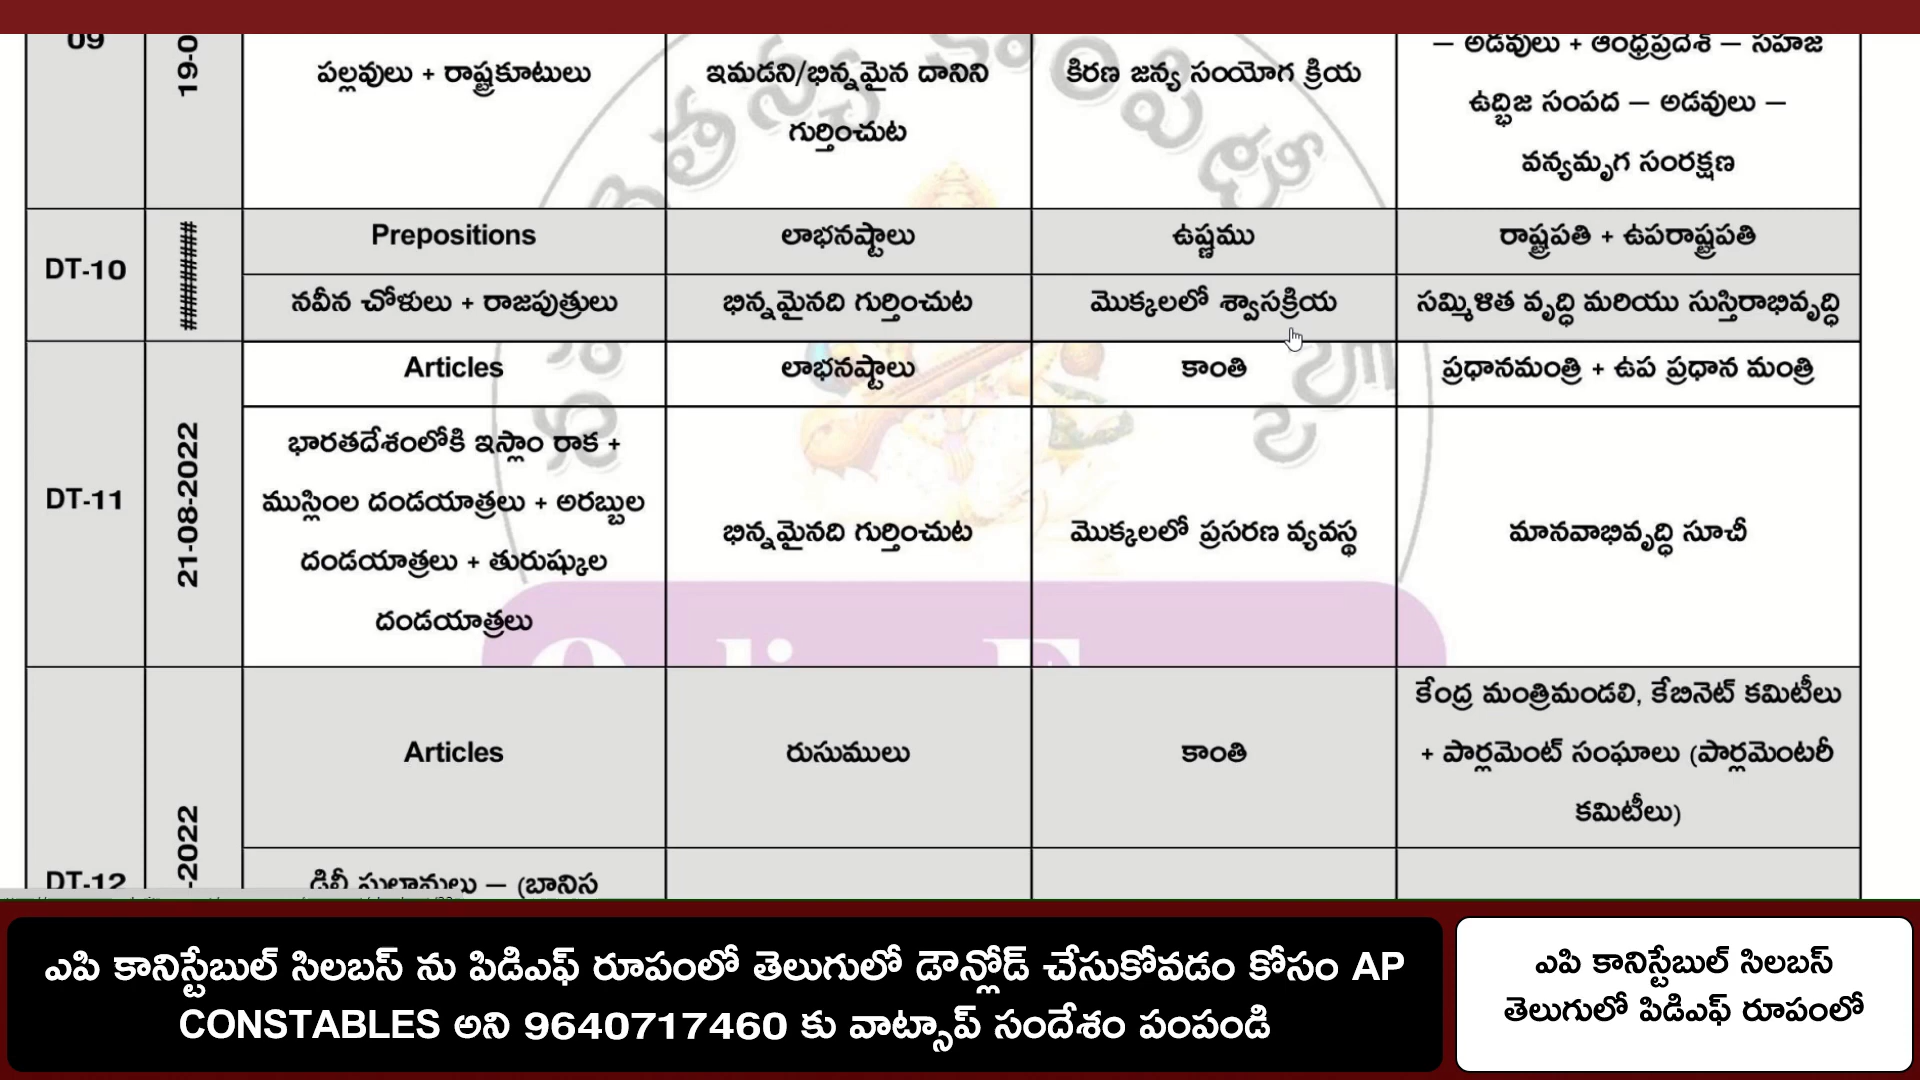 09
19-0
పల్లవులు + రాష్ట్రకూటులు
ఇమడని/భిన్నమైన దానిని
గుర్తించుట
కిరణ జన్య సంయోగ క్రియ
– అడవులు + ఆంధ్రప్రదేశ్ – సహజ
ఉద్భిజ సంపద – అడవులు –
వన్యమృగ సంరక్షణ
DT-10
##########
Prepositions
లాభనష్టాలు
ఉష్ణము
రాష్ట్రపతి + ఉపరాష్ట్రపతి
నవీన చోళులు + రాజపుత్రులు
భిన్నమైనది గుర్తించుట
మొక్కలలో శ్వాసక్రియ
సమ్మిళిత వృద్ధి మరియు సుస్తిరాభివృద్ధి
DT-11
21-08-2022
Articles
లాభనష్టాలు
కాంతి
ప్రధానమంత్రి + ఉప ప్రధాన మంత్రి
భారతదేశంలోకి ఇస్లాం రాక +
ముస్లింల దండయాత్రలు + అరబ్బుల
దండయాత్రలు + తురుష్కుల
దండయాత్రలు
భిన్నమైనది గుర్తించుట
మొక్కలలో ప్రసరణ వ్యవస్థ
మానవాభివృద్ధి సూచీ
DT-12
-2022
Articles
రుసుములు
కాంతి
కేంద్ర మంత్రిమండలి, కేబినెట్ కమిటీలు
+ పార్లమెంట్ సంఘాలు (పార్లమెంటరీ
కమిటీలు)
డిల్లీ సుల్తానులు – (బానిస
ఎపి కానిస్టేబుల్ సిలబస్ ను పిడిఎఫ్ రూపంలో తెలుగులో డౌన్లోడ్ చేసుకోవడం కోసం AP
CONSTABLES అని 9640717460 కు వాట్సాప్ సందేశం పంపండి
ఎపి కానిస్టేబుల్ సిలబస్
తెలుగులో పిడిఎఫ్ రూపంలో